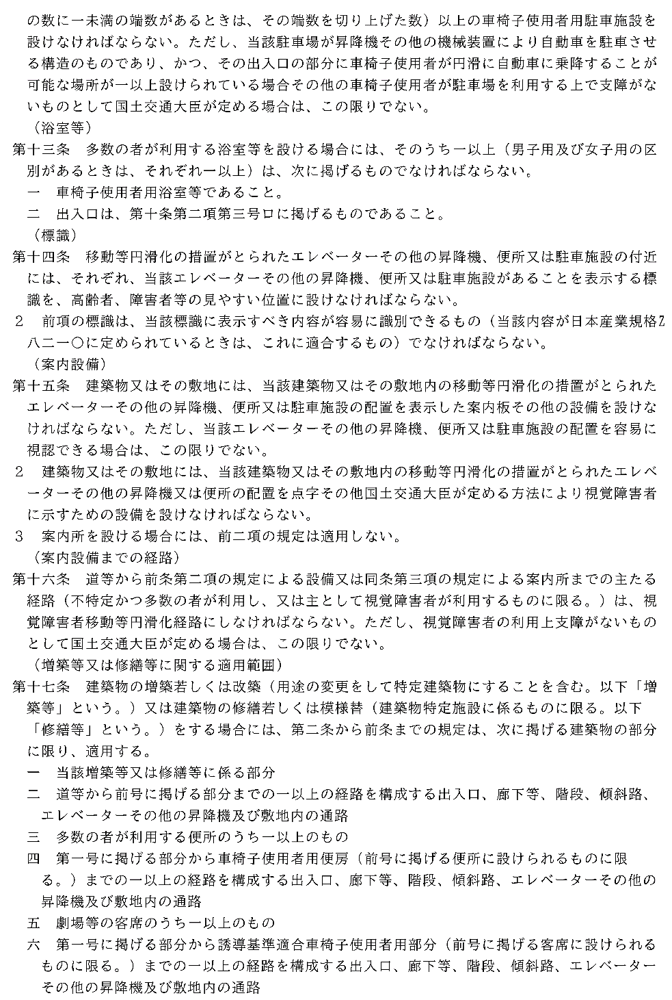 の数に一未満の端数があるときは、その端数を切り上げた数）以上の車椅子使用者用駐車施設を
設けなければならない。ただし、当該駐車場が昇降機その他の機械装置により自動車を駐車させ
る構造のものであり、かつ、その出入口の部分に車椅子使用者が円滑に自動車に乗降することが
可能な場所が一以上設けられている場合その他の車椅子使用者が駐車場を利用する上で支障がな
いものとして国土交通大臣が定める場合は、この限りでない。
（浴室等）
第十三条　多数の者が利用する浴室等を設ける場合には、そのうち一以上（男子用及び女子用の区
別があるときは、それぞれ一以上）は、次に掲げるものでなければならない。
一　車椅子使用者用浴室等であること。
二　出入口は、第十条第二項第三号ロに掲げるものであること。
（標識）
第十四条　移動等円滑化の措置がとられたエレベーターその他の昇降機、便所又は駐車施設の付近
には、それぞれ、当該エレベーターその他の昇降機、便所又は駐車施設があることを表示する標
識を、高齢者、障害者等の見やすい位置に設けなければならない。
２　前項の標識は、当該標識に表示すべき内容が容易に識別できるもの（当該内容が日本産業規格Ｚ
八二一〇に定められているときは、これに適合するもの）でなければならない。
（案内設備）
第十五条　建築物又はその敷地には、当該建築物又はその敷地内の移動等円滑化の措置がとられた
エレベーターその他の昇降機、便所又は駐車施設の配置を表示した案内板その他の設備を設けな
ければならない。ただし、当該エレベーターその他の昇降機、便所又は駐車施設の配置を容易に
視認できる場合は、この限りでない。
２　建築物又はその敷地には、当該建築物又はその敷地内の移動等円滑化の措置がとられたエレベ
ーターその他の昇降機又は便所の配置を点字その他国土交通大臣が定める方法により視覚障害者
に示すための設備を設けなければならない。
３　案内所を設ける場合には、前二項の規定は適用しない。
（案内設備までの経路）
第十六条　道等から前条第二項の規定による設備又は同条第三項の規定による案内所までの主たる
経路（不特定かつ多数の者が利用し、又は主として視覚障害者が利用するものに限る。）は、視
覚障害者移動等円滑化経路にしなければならない。ただし、視覚障害者の利用上支障がないもの
として国土交通大臣が定める場合は、この限りでない。
（増築等又は修繕等に関する適用範囲）
第十七条　建築物の増築若しくは改築（用途の変更をして特定建築物にすることを含む。以下「増
築等」という。）又は建築物の修繕若しくは模様替（建築物特定施設に係るものに限る。以下
「修繕等」という。）をする場合には、第二条から前条までの規定は、次に掲げる建築物の部分
に限り、適用する。
一　当該増築等又は修繕等に係る部分
二　道等から前号に掲げる部分までの一以上の経路を構成する出入口、廊下等、階段、傾斜路、
エレベーターその他の昇降機及び敷地内の通路
三　多数の者が利用する便所のうち一以上のもの
四　第一号に掲げる部分から車椅子使用者用便房（前号に掲げる便所に設けられるものに限
る。）までの一以上の経路を構成する出入口、廊下等、階段、傾斜路、エレベーターその他の
昇降機及び敷地内の通路
五　劇場等の客席のうち一以上のもの
六　第一号に掲げる部分から誘導基準適合車椅子使用者用部分（前号に掲げる客席に設けられる
ものに限る。）までの一以上の経路を構成する出入口、廊下等、階段、傾斜路、エレベーター
その他の昇降機及び敷地内の通路